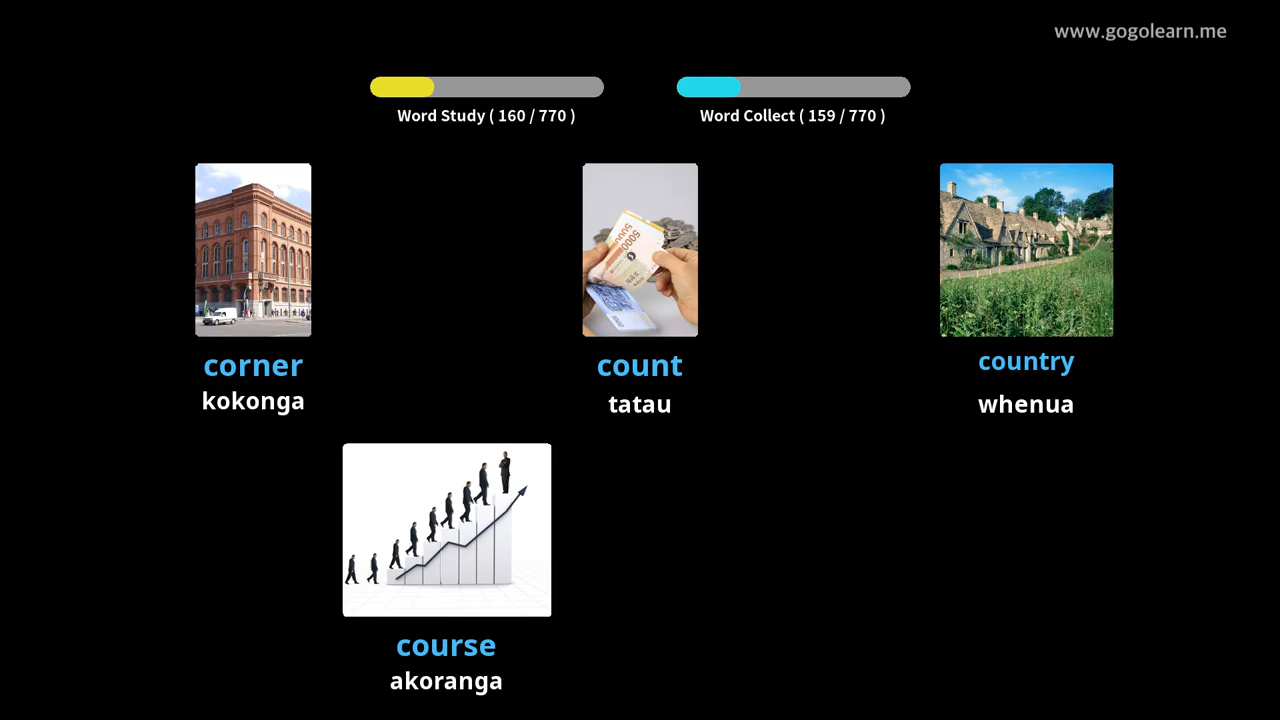 www.gogolearn.me
Word Study ( 160 / 770 )
Word Collect ( 159 / 770 )
5000
corner
kokonga
count
tatau
country
whenua
course
akoranga